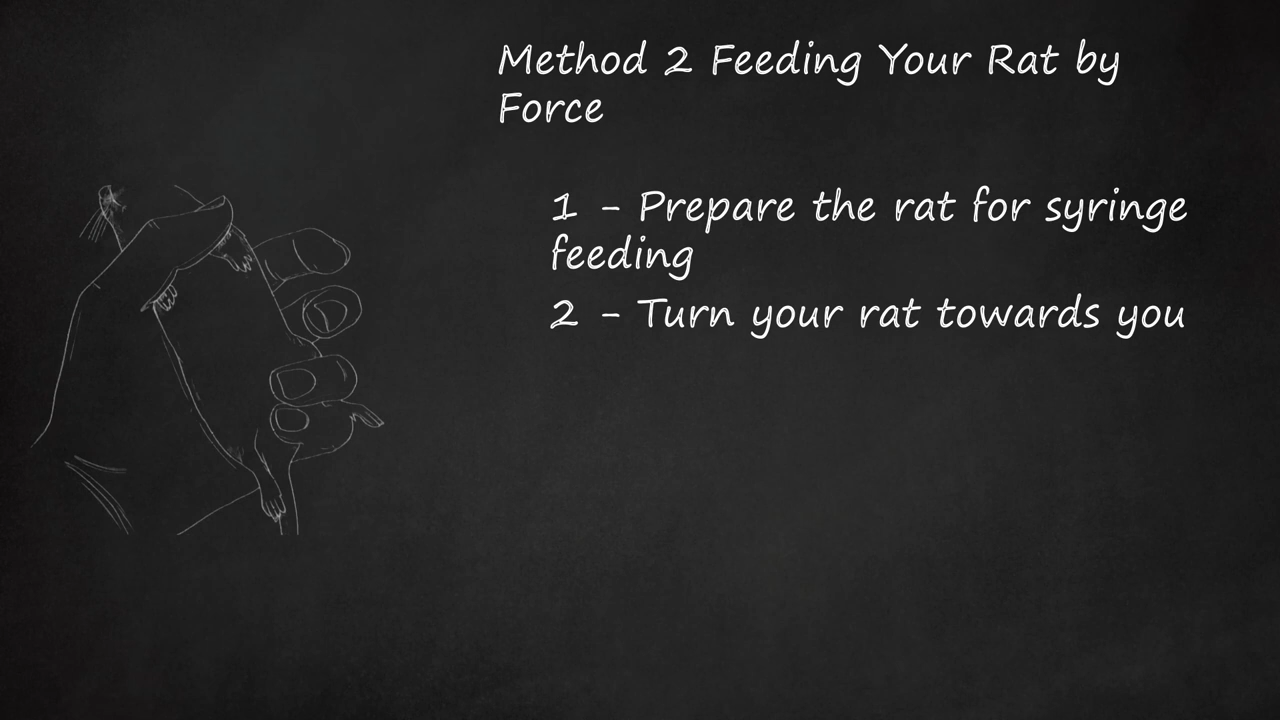 Method 2 Feeding Your Rat by
Force
1 - Prepare the rat for syringe
feeding
2 - Turn your rat towards you